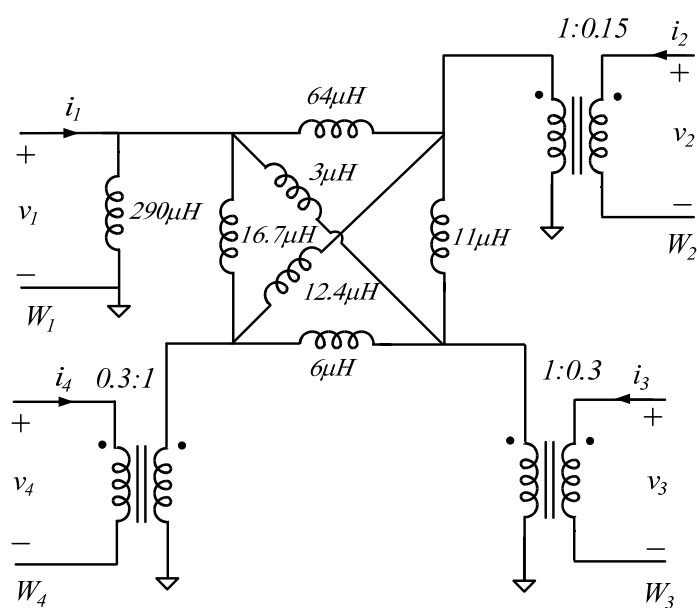 1:0.15
i2
+
v2
−
W2
64μH
i1
+
v1
−
W1
290μH
3μH
16.7μH
12.4μH
11μH
6μH
i4
0.3:1
+
v4
−
W4
1:0.3
i3
+
v3
−
W3